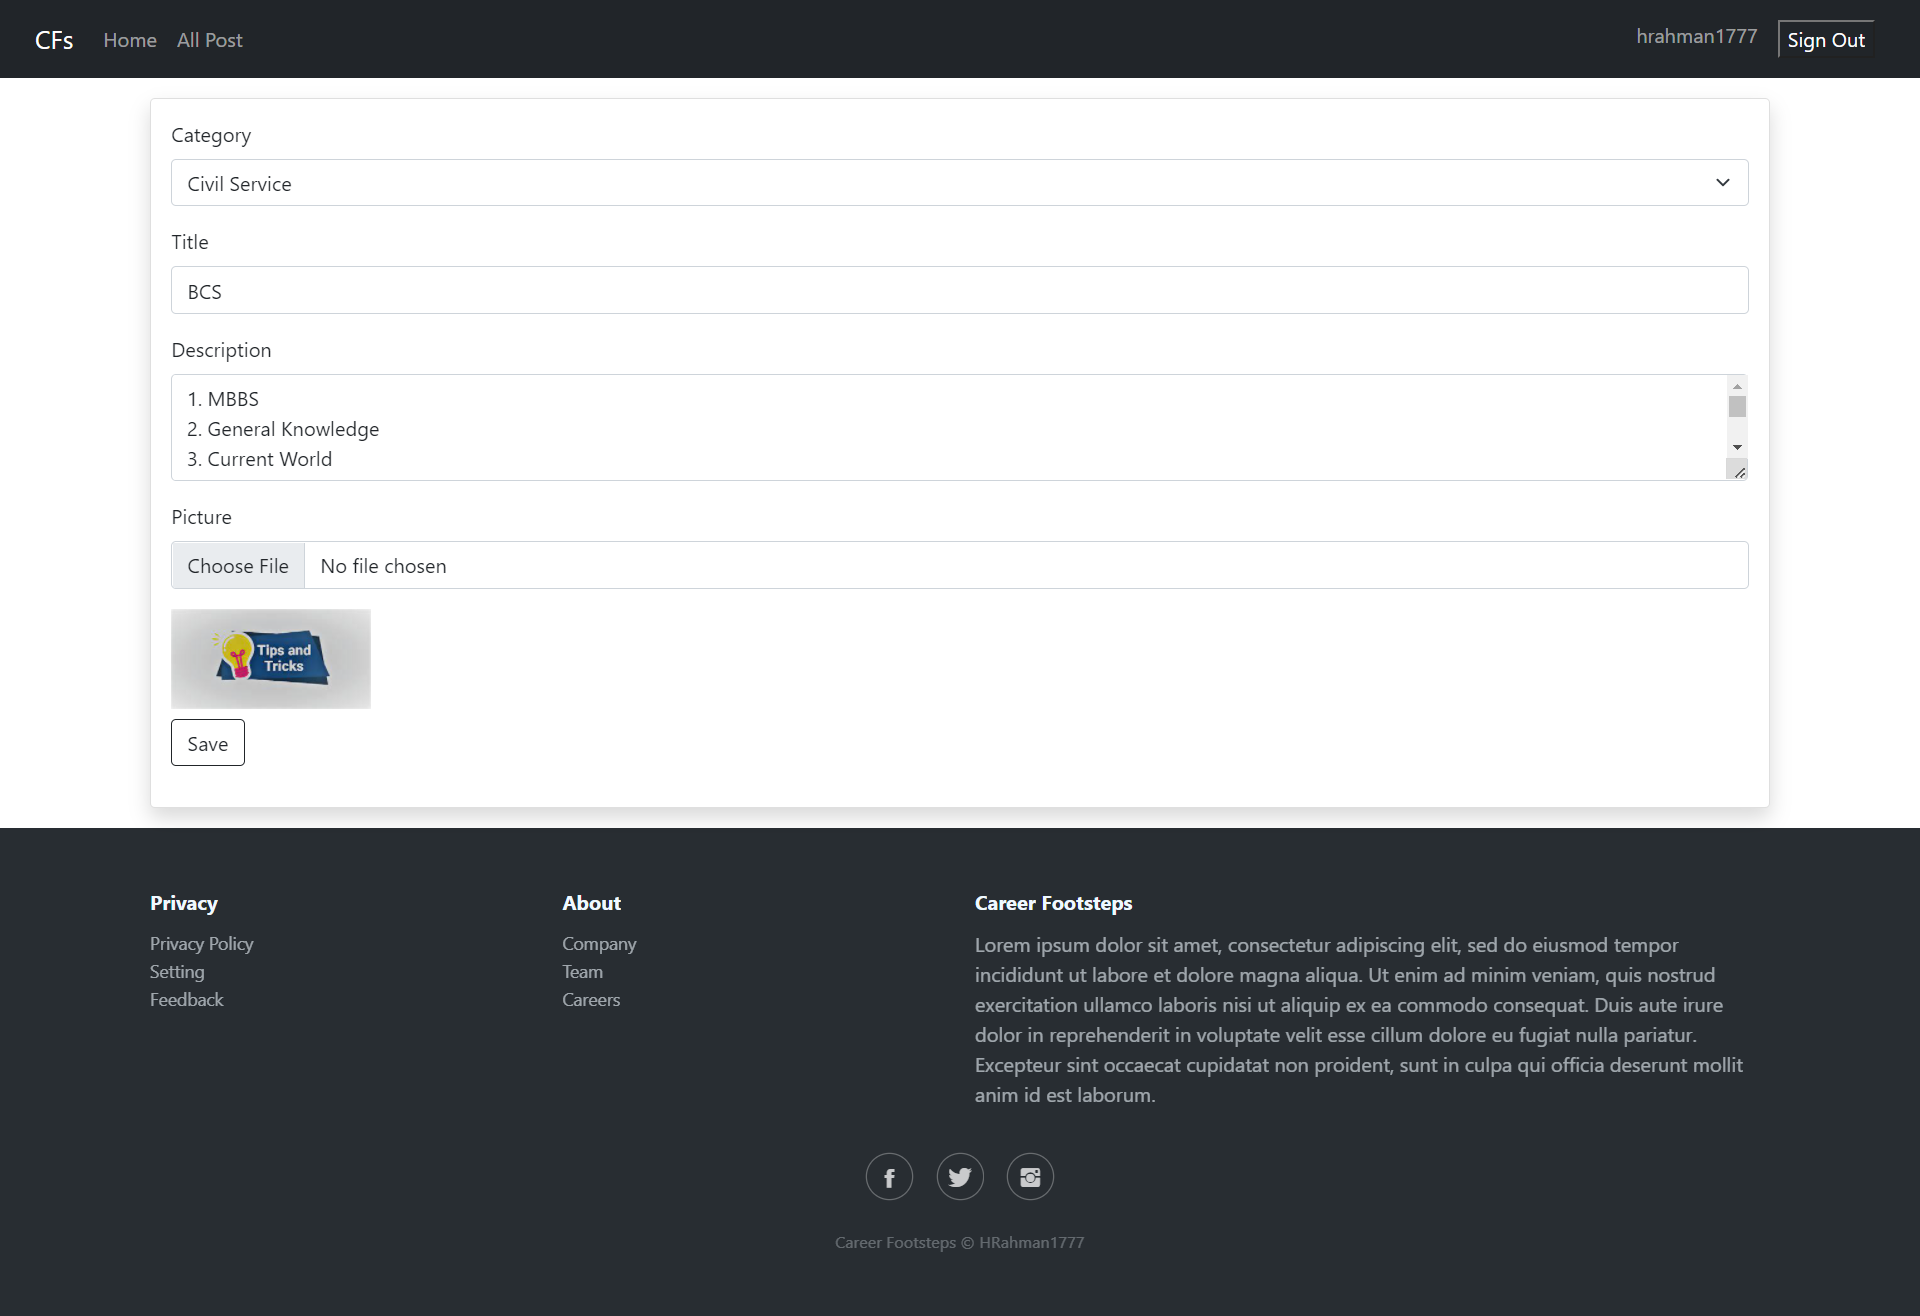 CFs Home All Post hrahman1777 Sign Out
Category
Civil Service
Title
BCS
Description
1. MBBS
2. General Knowledge
3. Current World
Picture
Choose File No file chosen
Tips and
Tricks
Save
Privacy
Privacy Policy
Setting
Feedback
About
Company
Team
Careers
Career Footsteps
Lorem ipsum dolor sit amet, consectetur adipiscing elit, sed do eiusmod tempor
incididunt ut labore et dolore magna aliqua. Ut enim ad minim veniam, quis nostrud
exercitation ullamco laboris nisi ut aliquip ex ea commodo consequat. Duis aute irure
dolor in reprehenderit in voluptate velit esse cillum dolore eu fugiat nulla pariatur.
Excepteur sint occaecat cupidatat non proident, sunt in culpa qui officia deserunt mollit
anim id est laborum.
Career Footsteps © HRahman1777